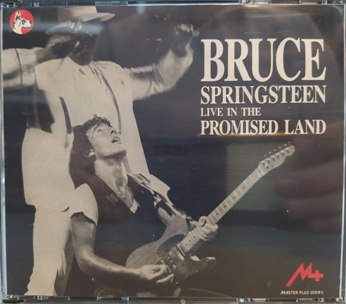 BRUCE
SPRINGSTEEN
LIVE IN THE
PROMISED LAND
M+
MASTER PLUS SERIES